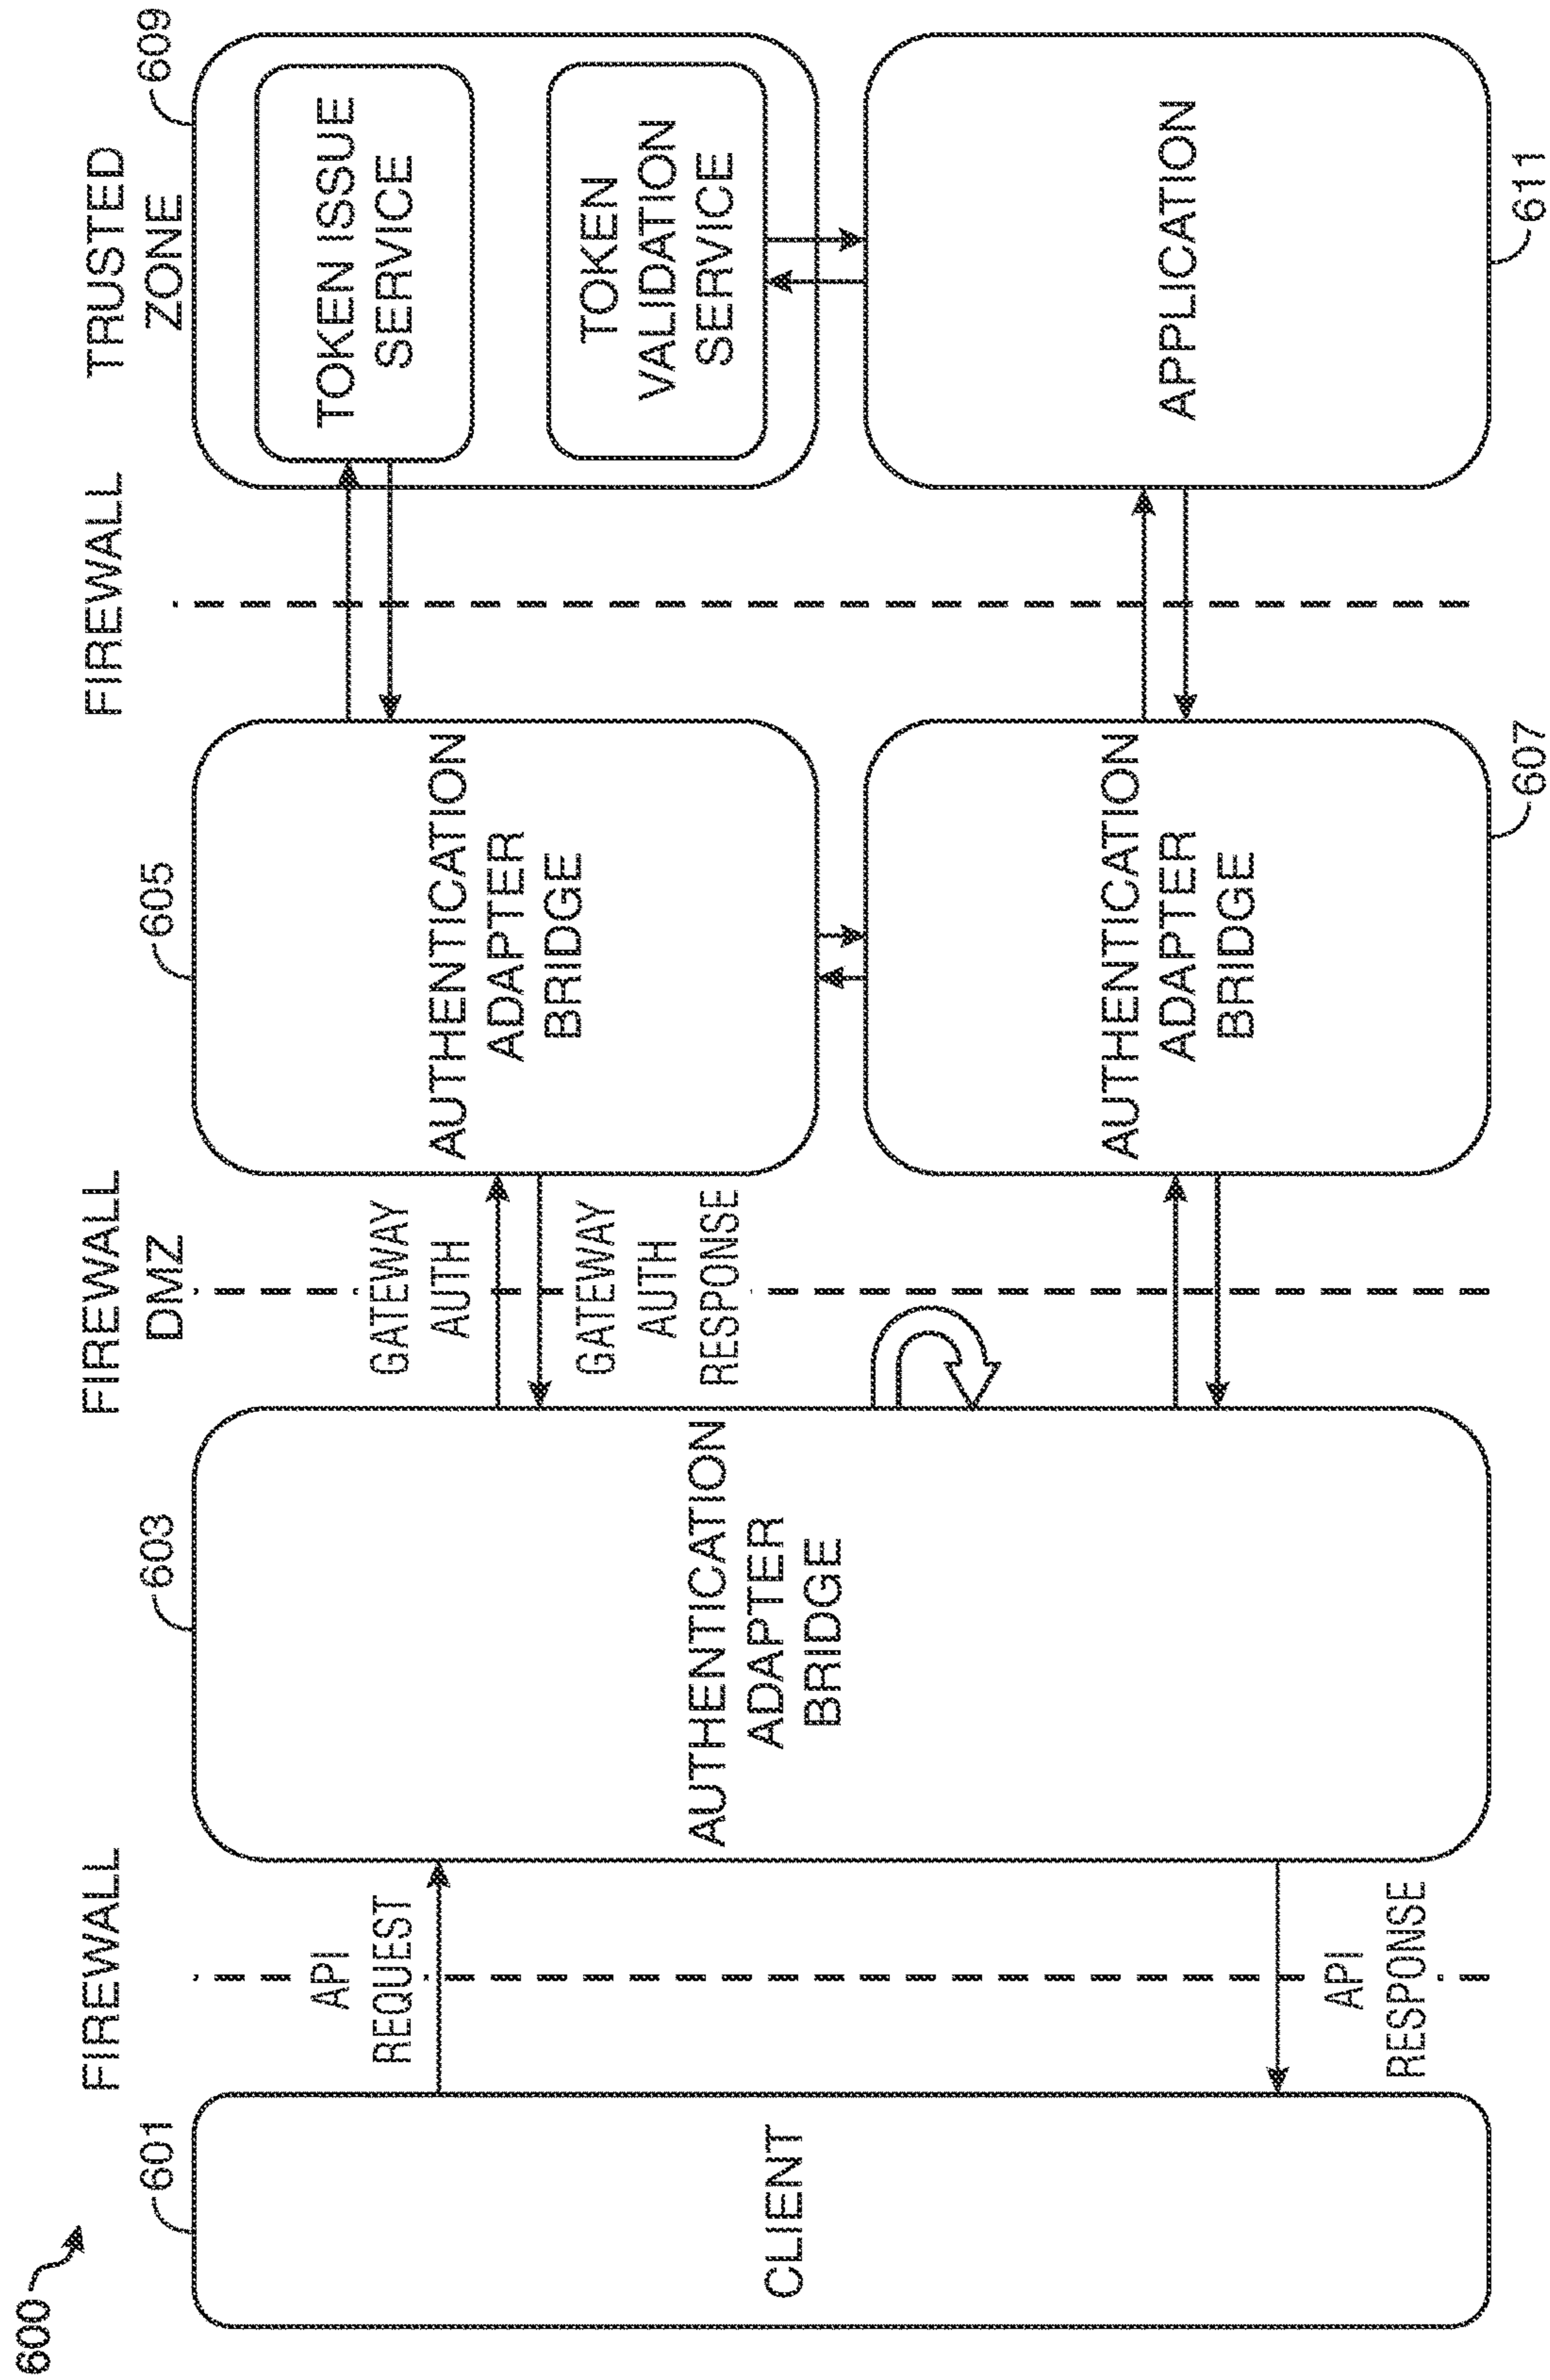 600
FIREWALL
FIREWALL
DMZ
FIREWALL
TRUSTED
ZONE
601
CLIENT
API
REQUEST
API
RESPONSE
603
AUTHENTICATION
ADAPTER
BRIDGE
GATEWAY
AUTH
GATEWAY
AUTH
RESPONSE
605
AUTHENTICATION
ADAPTER
BRIDGE
AUTHENTICATION
ADAPTER
BRIDGE
607
609
TOKEN ISSUE
SERVICE
TOKEN
VALIDATION
SERVICE
APPLICATION
611